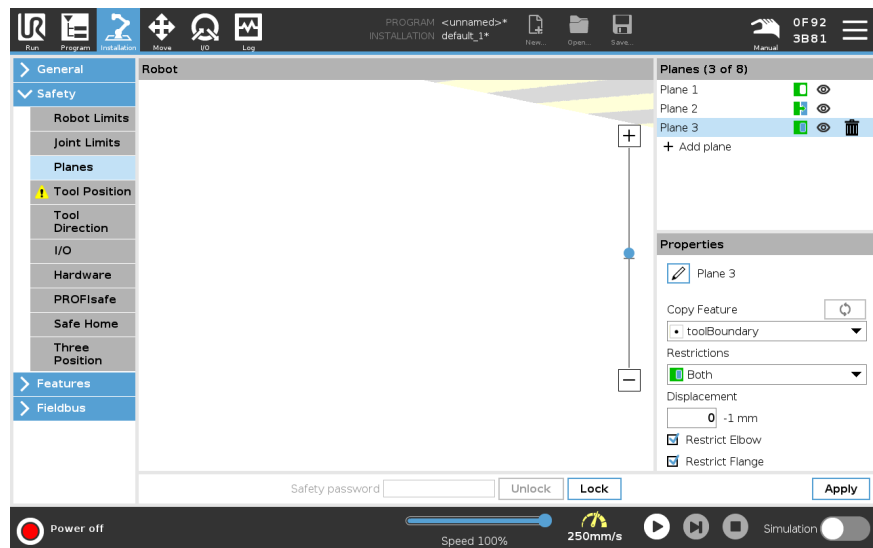 PROGRAM <unnamed>*
INSTALLATION default_1*
Run Program Installation Move I/O Log New... Open... Save... Manual
0F92
3B81
General
Safety
Robot Limits
Joint Limits
Planes
Tool Position
Tool
Direction
I/O
Hardware
PROFIsafe
Safe Home
Three
Position
Features
Fieldbus
Robot
Planes (3 of 8)
Plane 1
Plane 2
Plane 3
+ Add plane
Properties
Plane 3
Copy Feature
toolBoundary
Restrictions
Both
Displacement
0 -1 mm
Restrict Elbow
Restrict Flange
Safety password Unlock Lock Apply
Power off
Speed 100%
250mm/s
Simulation